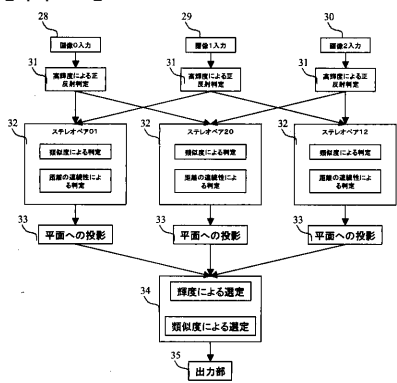 28
29
30
画像0入力
画像1入力
画像2入力
31
31
31
高輝度による正
反射判定
高輝度による正
反射判定
高輝度による正
反射判定
32
32
32
ステレオペア01
ステレオペア20
ステレオペア12
類似度による判定
類似度による判定
類似度による判定
距離の連続性によ
る判定
距離の連続性によ
る判定
距離の連続性によ
る判定
33
33
33
平面への投影
平面への投影
平面への投影
34
輝度による選定
類似度による選定
35
出力部